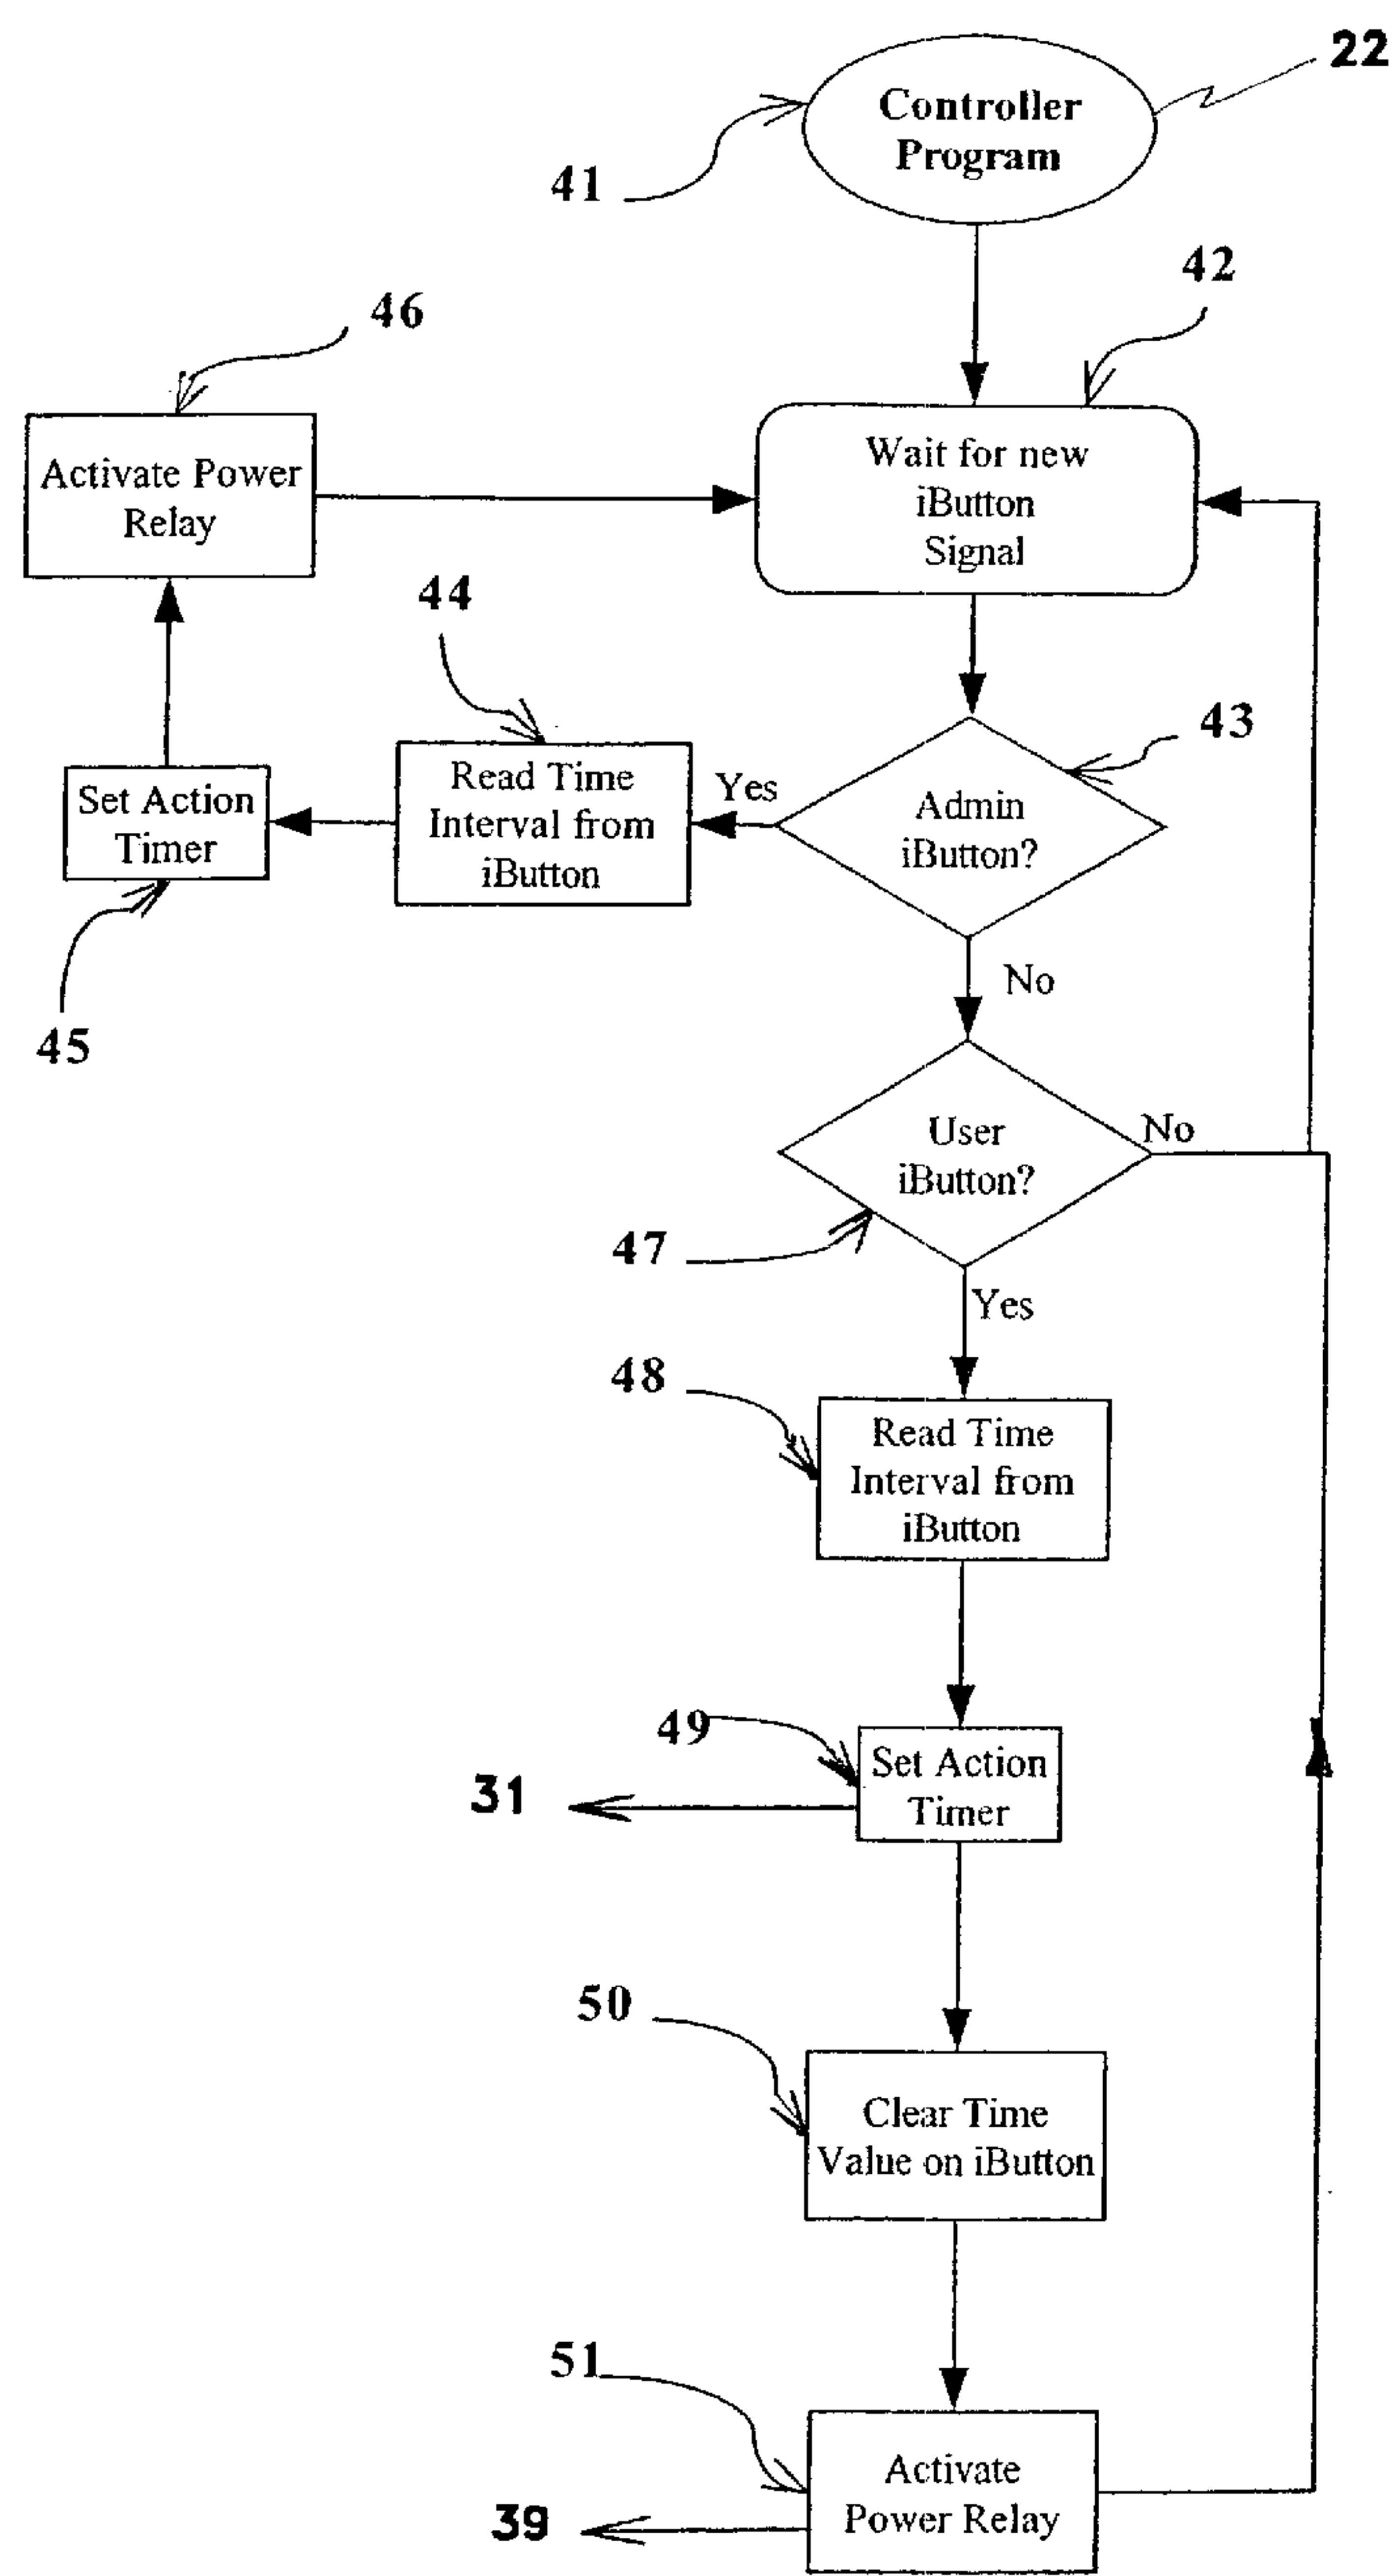 22
Controller
Program
41
42
46
Wait for new
iButton
Signal
Activate Power
Relay
44
43
Read Time
Interval from
iButton
Yes
Admin
iButton?
Set Action
Timer
No
45
User
iButton?
No
47
Yes
48
Read Time
Interval from
iButton
49
Set Action
Timer
31
50
Clear Time
Value on iButton
51
Activate
Power Relay
39